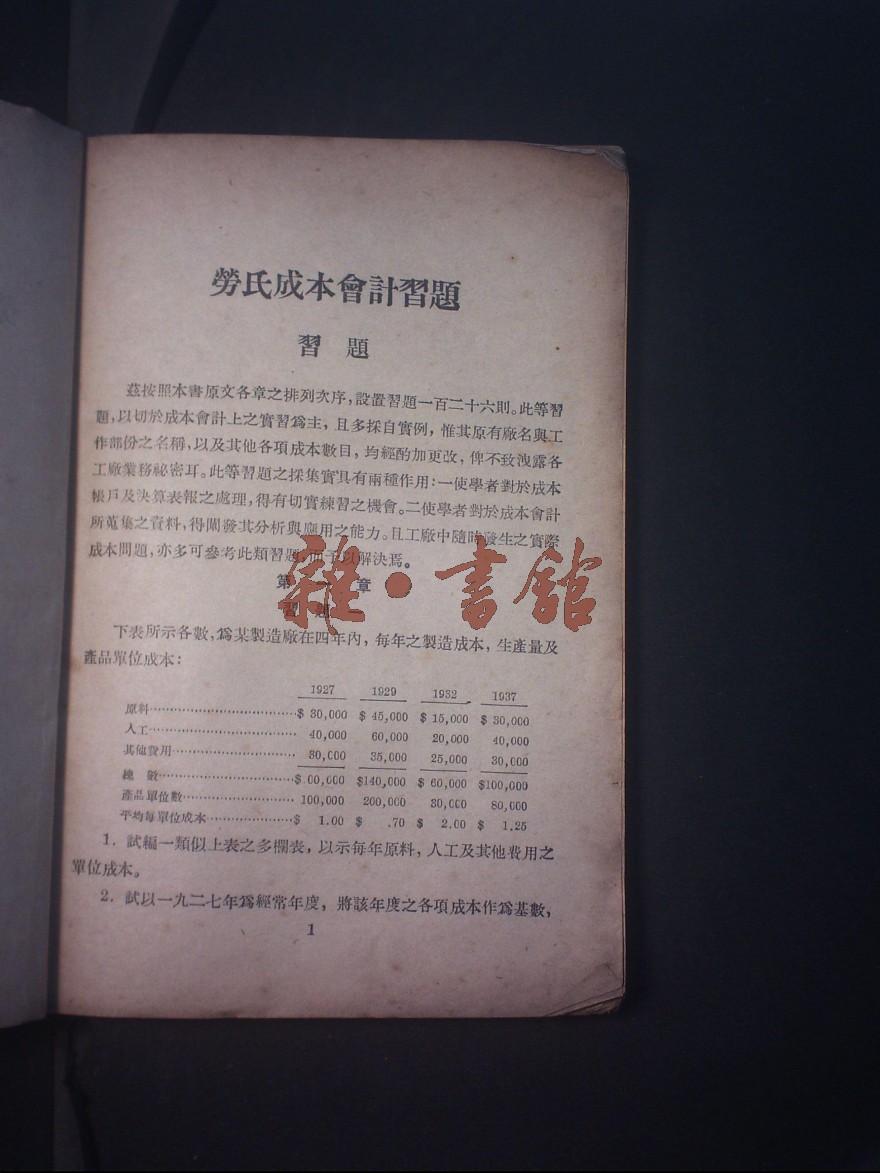 勞氏成本會計習題
習 題
茲按照本書原文各章之排列次序，設置習題一百二十六則。此等習
題，以切於成本會計上之實習爲主，且多採自實例，惟其原有廠名與工
作部份之名稱，以及其他各項成本數目，均經酌加更改，俾不致洩露各
工廠業務祕密耳。此等習題之採集實具有兩種作用：一使學者對於成本
帳戶及決算表報之處理，得有切實練習之機會。二使學者對於成本會計
所蒐集之資料，得闡發其分析與應用之能力。且工廠中隨時發生之實際
成本問題，亦多可參考此類習題，而予以解決焉。
雜·書館
第 一 章
習 題
下表所示各數，爲某製造廠在四年內，每年之製造成本，生產量及
產品單位成本：
1927 1929 1932 1937
原料 $ 30,000 $ 45,000 $ 15,000 $ 30,000
人工 40,000 60,000 20,000 40,000
其他費用 30,000 35,000 25,000 30,000
總 數 $ 00,000 $140,000 $ 60,000 $100,000
產品單位數 100,000 200,000 30,000 80,000
平均每單位成本 $ 1.00 $ .70 $ 2.00 $ 1.25
1. 試編一類似上表之多欄表，以示每年原料，人工及其他費用之
單位成本。
2. 試以一九二七年爲經常年度，將該年度之各項成本作爲基數，
1